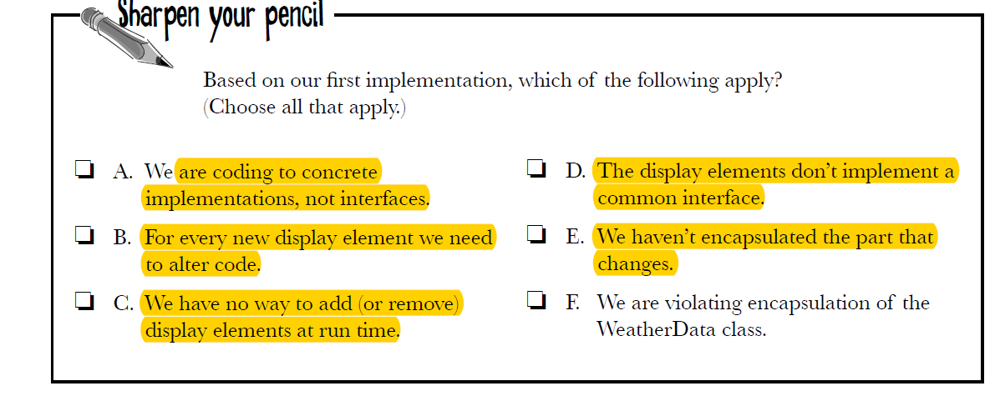 Sharpen your pencil
Based on our first implementation, which of the following apply?
(Choose all that apply.)
A. We are coding to concrete
implementations, not interfaces.
B. For every new display element we need
to alter code.
C. We have no way to add (or remove)
display elements at run time.
D. The display elements don’t implement a
common interface.
E. We haven’t encapsulated the part that
changes.
F. We are violating encapsulation of the
WeatherData class.